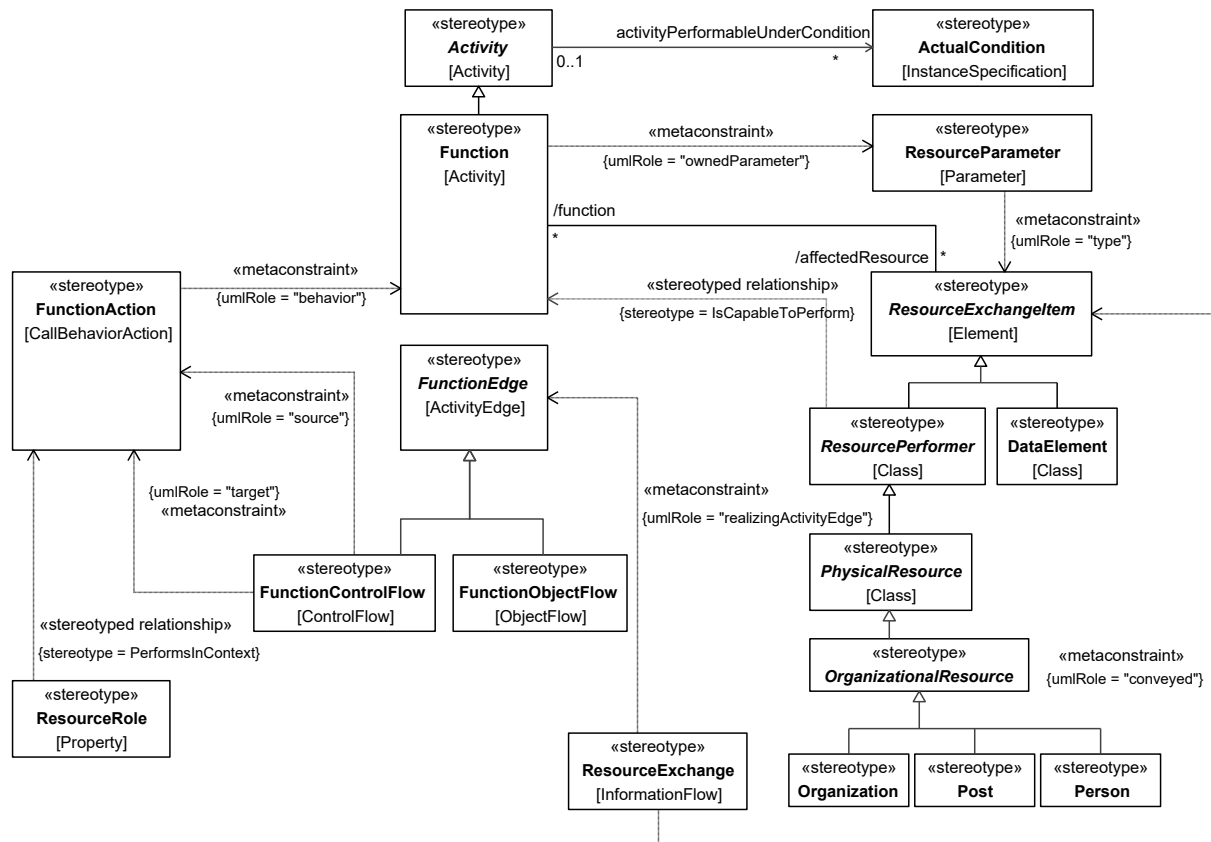 «stereotype»
Activity
[Activity]
activityPerformableUnderCondition
0..1
*
«stereotype»
ActualCondition
[InstanceSpecification]
«stereotype»
Function
[Activity]
«metaconstraint»
{umlRole = "ownedParameter"}
«stereotype»
ResourceParameter
[Parameter]
/function
*
«metaconstraint»
{umlRole = "type"}
/affectedResource
*
«stereotype»
FunctionAction
[CallBehaviorAction]
«metaconstraint»
{umlRole = "behavior"}
«stereotyped relationship»
{stereotype = IsCapableToPerform}
«stereotype»
ResourceExchangeItem
[Element]
«stereotype»
FunctionEdge
[ActivityEdge]
«metaconstraint»
{umlRole = "source"}
«stereotype»
ResourcePerformer
[Class]
«stereotype»
DataElement
[Class]
{umlRole = "target"}
«metaconstraint»
«metaconstraint»
{umlRole = "realizingActivityEdge"}
«stereotype»
FunctionControlFlow
[ControlFlow]
«stereotype»
FunctionObjectFlow
[ObjectFlow]
«stereotype»
PhysicalResource
[Class]
«stereotyped relationship»
{stereotype = PerformsInContext}
«stereotype»
OrganizationalResource
«metaconstraint»
{umlRole = "conveyed"}
«stereotype»
ResourceRole
[Property]
«stereotype»
ResourceExchange
[InformationFlow]
«stereotype»
Organization
«stereotype»
Post
«stereotype»
Person